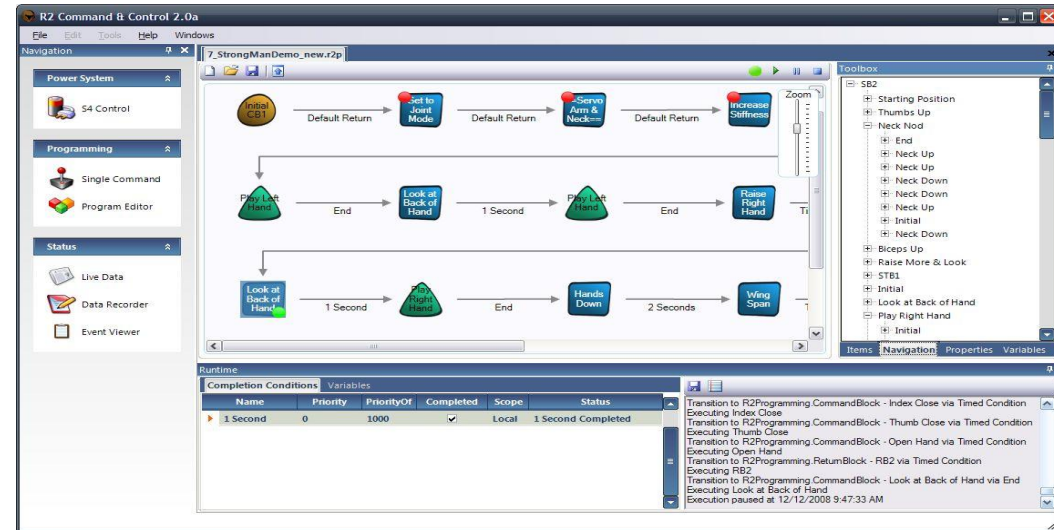 R2 Command & Control 2.0a
File Edit Tools Help Windows
Navigation
7_StrongManDemo_new.r2p
Toolbox
Power System
S4 Control
Programming
Single Command
Program Editor
Status
Live Data
Data Recorder
Event Viewer
Zoom
Initial
CB1
Default Return
Set to
Joint
Mode
Default Return
=Servo
Arm &
Neck==
Default Return
Increase
Stiffness
Play Left
Hand
End
Look at
Back of
Hand
1 Second
Play Left
Hand
End
Raise
Right
Hand
Ti
Look at
Back of
Hand
1 Second
Play
Right
Hand
End
Hands
Down
2 Seconds
Wing
Span
SB2
Starting Position
Thumbs Up
Neck Nod
End
Neck Up
Neck Up
Neck Down
Neck Down
Neck Up
Initial
Neck Down
Biceps Up
Raise More & Look
STB1
Initial
Look at Back of Hand
Play Right Hand
Initial
Items Navigation Properties Variables
Runtime
Completion Conditions Variables
Name Priority PriorityOf Completed Scope Status
1 Second 0 1000 Local 1 Second Completed
Transition to R2Programming.CommandBlock - Index Close via Timed Condition
Executing Index Close
Transition to R2Programming.CommandBlock - Thumb Close via Timed Condition
Executing Thumb Close
Transition to R2Programming.CommandBlock - Open Hand via Timed Condition
Executing Open Hand
Transition to R2Programming.ReturnBlock - RB2 via Timed Condition
Executing RB2
Transition to R2Programming.CommandBlock - Look at Back of Hand via End
Executing Look at Back of Hand
Execution paused at 12/12/2008 9:47:33 AM